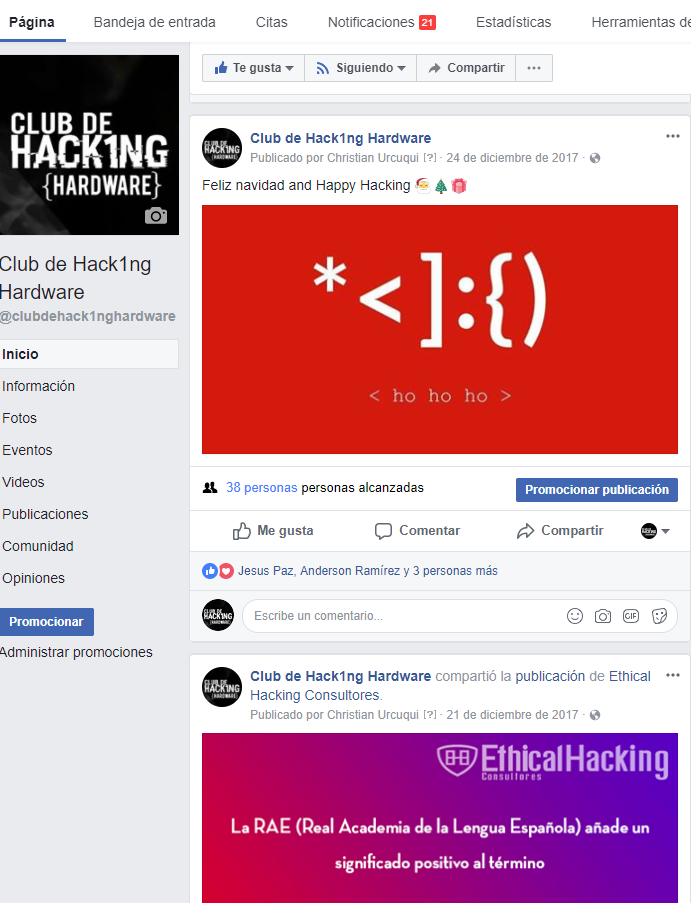 Página
Bandeja de entrada
Citas
Notificaciones 21
Estadísticas
Herramientas de
Te gusta
Siguiendo
Compartir
CLUB DE
HACK1NG
{HARDWARE}
Club de Hack1ng
Hardware
@clubdehack1nghardware
Inicio
Información
Fotos
Eventos
Videos
Publicaciones
Comunidad
Opiniones
Promocionar
Administrar promociones
Club de Hack1ng Hardware
Publicado por Christian Urcuqui [?] · 24 de diciembre de 2017 ·
Feliz navidad and Happy Hacking 🎅🎄🎁
*<]:{)
< ho ho ho >
38 personas personas alcanzadas
Promocionar publicación
Me gusta
Comentar
Compartir
Jesus Paz, Anderson Ramírez y 3 personas más
Escribe un comentario...
GIF
Club de Hack1ng Hardware compartió la publicación de Ethical
Hacking Consultores.
Publicado por Christian Urcuqui [?] · 21 de diciembre de 2017 ·
EthicalHacking
Consultores
La RAE (Real Academia de la Lengua Española) añade un
significado positivo al término